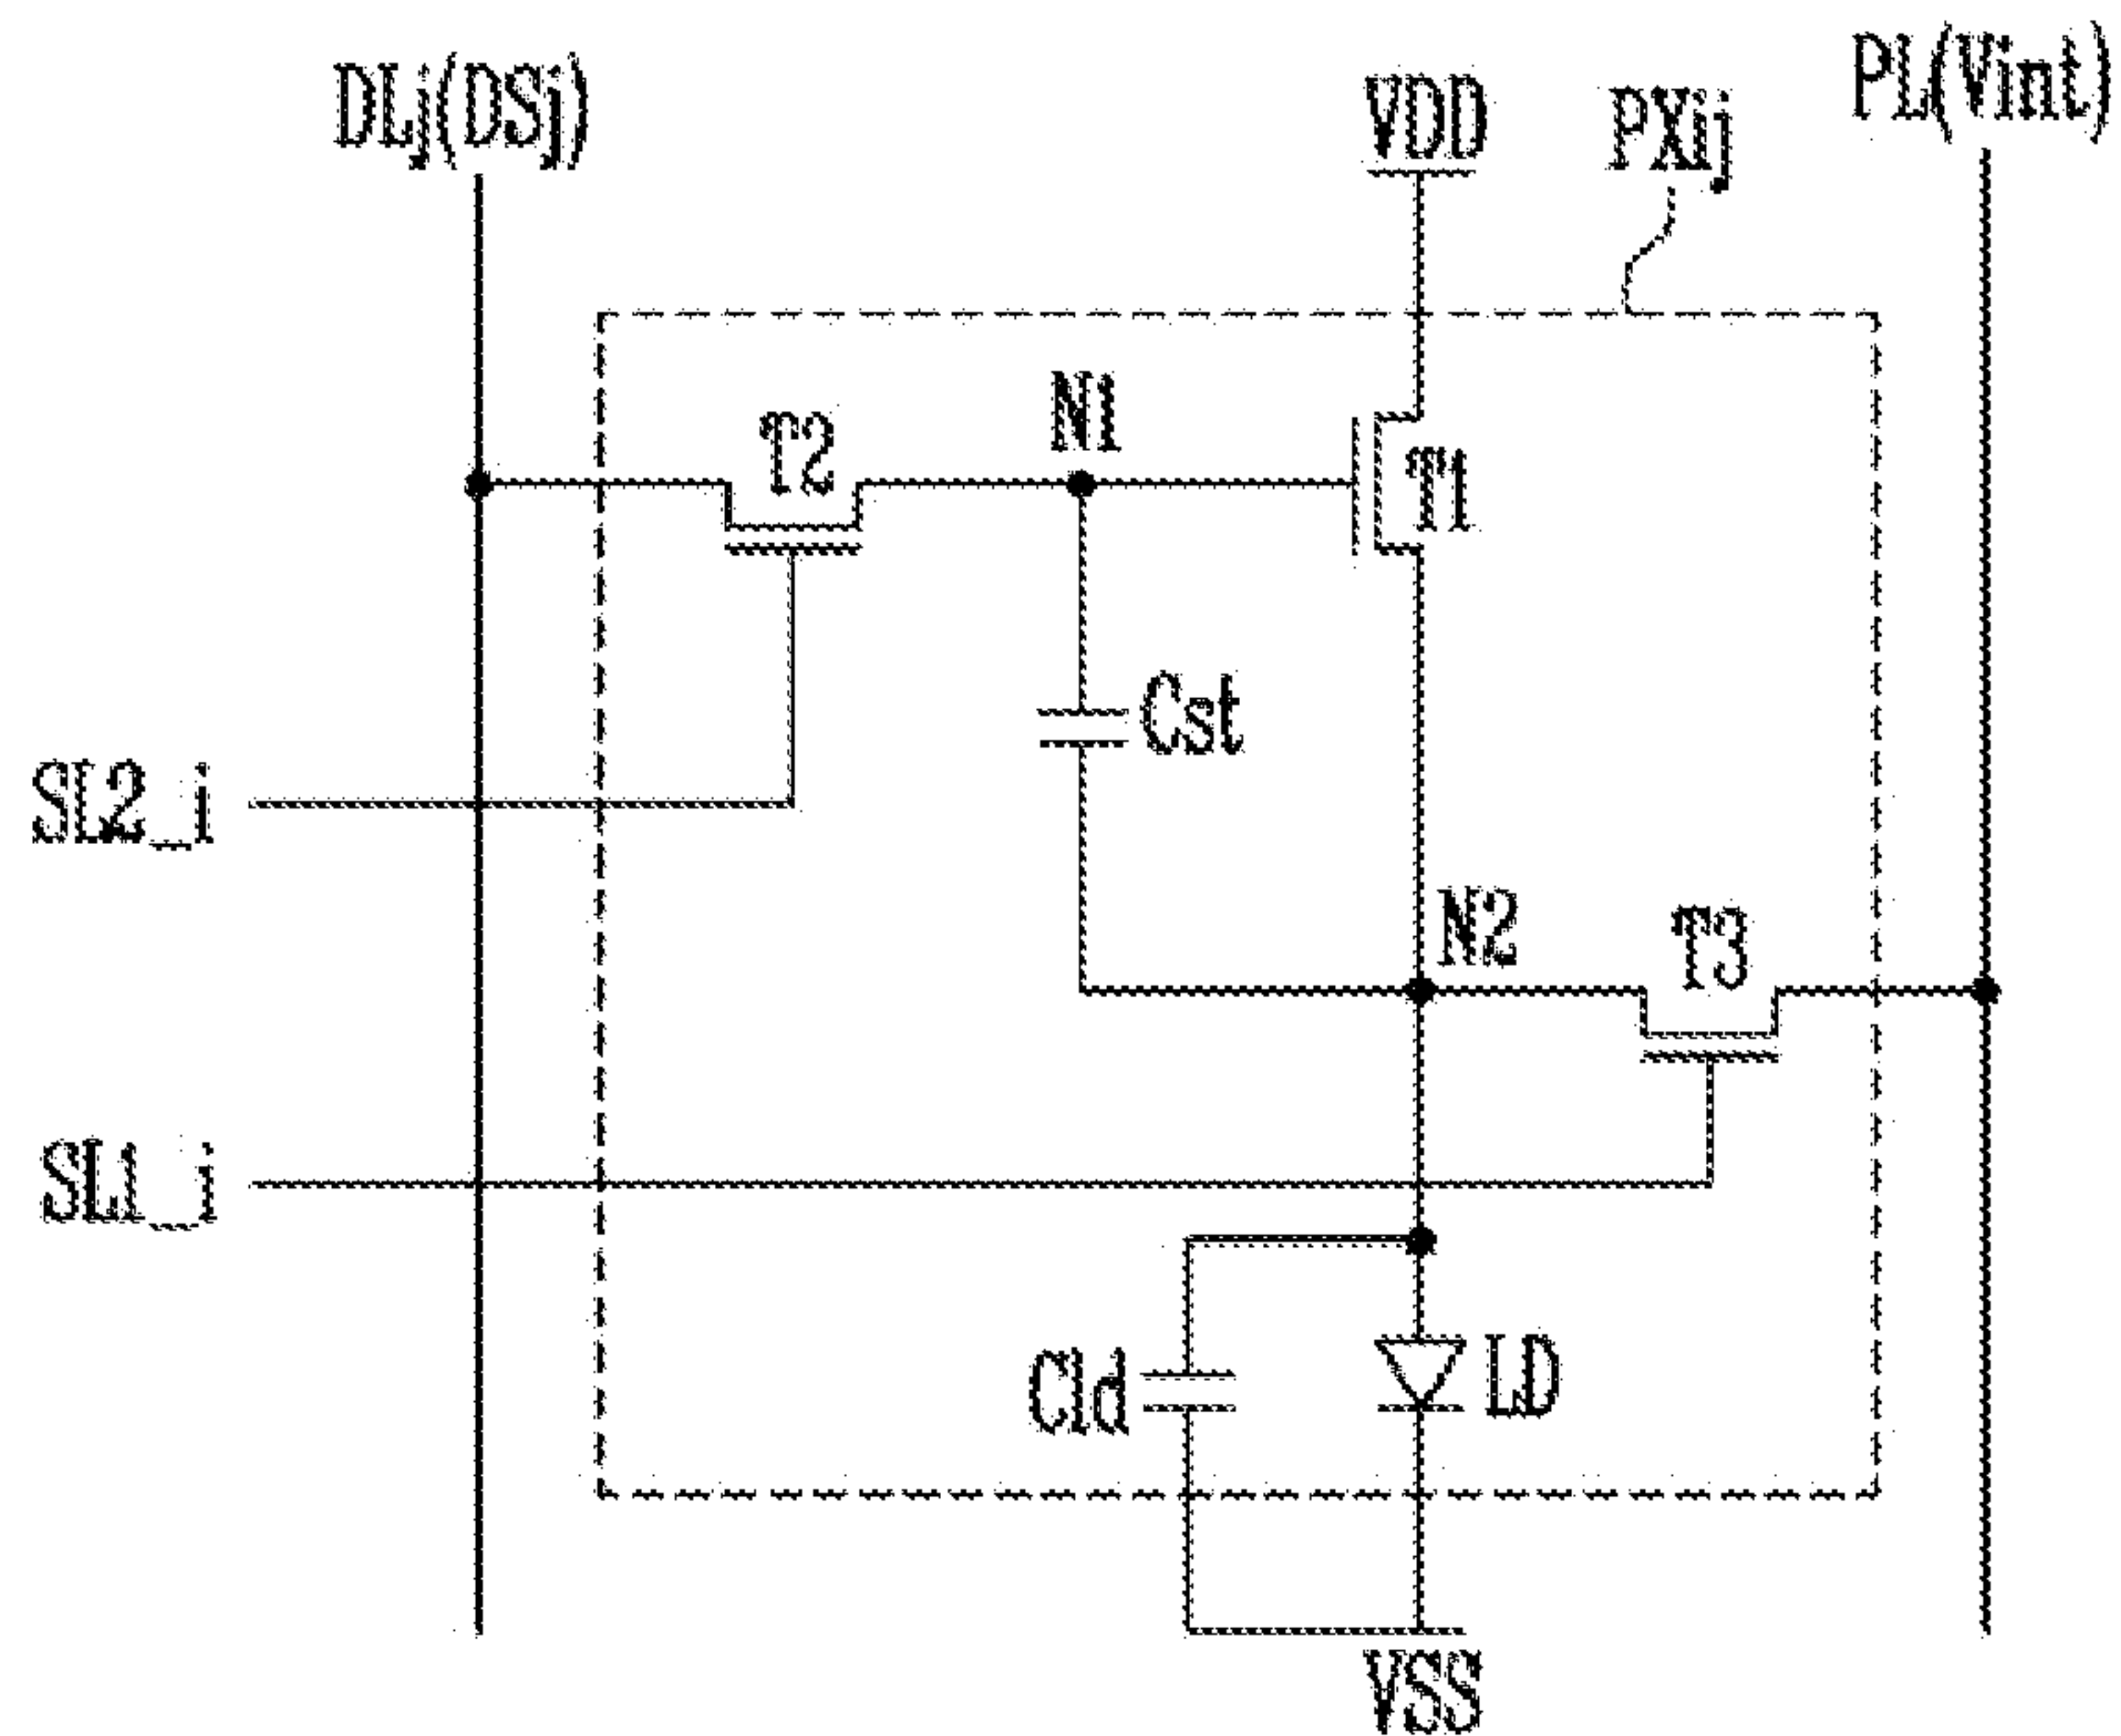 DLj(DSj)
VDD
PXij
PL(Vint)
N1
T2
T1
Cst
SL2_i
N2
T3
SL1_i
Cld
LD
VSS